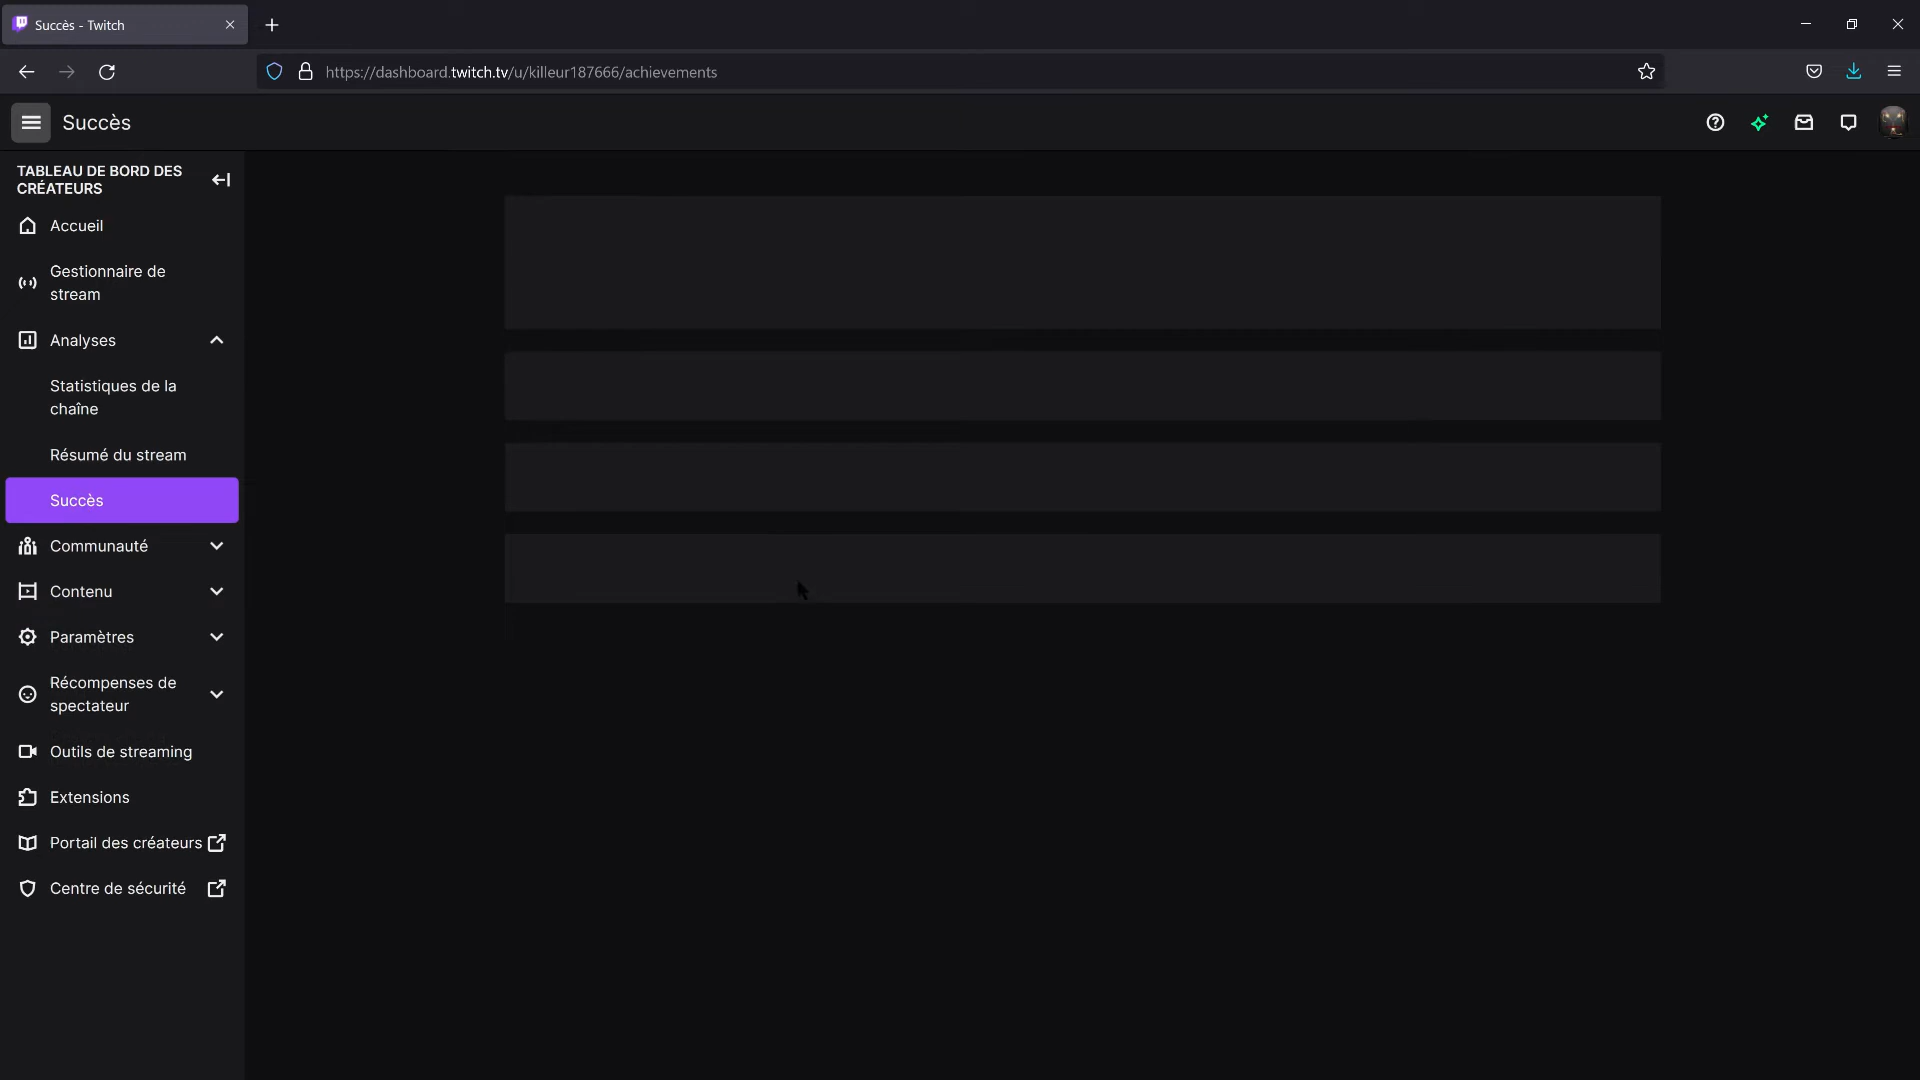 Succès - Twitch
https://dashboard.twitch.tv/u/killeur187666/achievements
Succès
TABLEAU DE BORD DES
CRÉATEURS
Accueil
Gestionnaire de
stream
Analyses
Statistiques de la
chaîne
Résumé du stream
Succès
Communauté
Contenu
Paramètres
Récompenses de
spectateur
Outils de streaming
Extensions
Portail des créateurs
Centre de sécurité